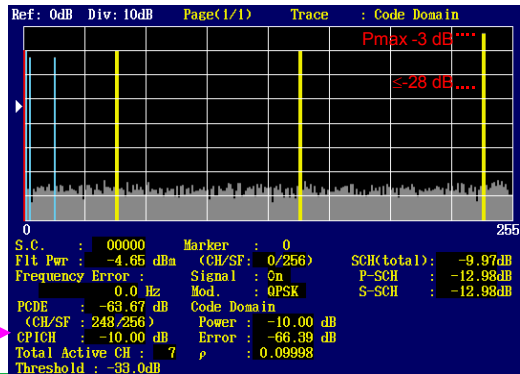 Ref: 0dB Div: 10dB Page(1/1) Trace : Code Domain
Pmax -3 dB
≤-28 dB
0 255
S.C. : 00000 Marker : 0
Flt Pwr : -4.65 dBm (CH/SF: 0/256) SCH(total): -9.97dB
Frequency Error : Signal : On P-SCH : -12.98dB
0.0 Hz Mod. : QPSK S-SCH : -12.98dB
PCDE : -63.67 dB Code Domain
(CH/SF : 248/256) Power : -10.00 dB
CPICH : -10.00 dB Error : -66.39 dB
Total Active CH : 7 ρ : 0.09998
Threshold : -33.0dB